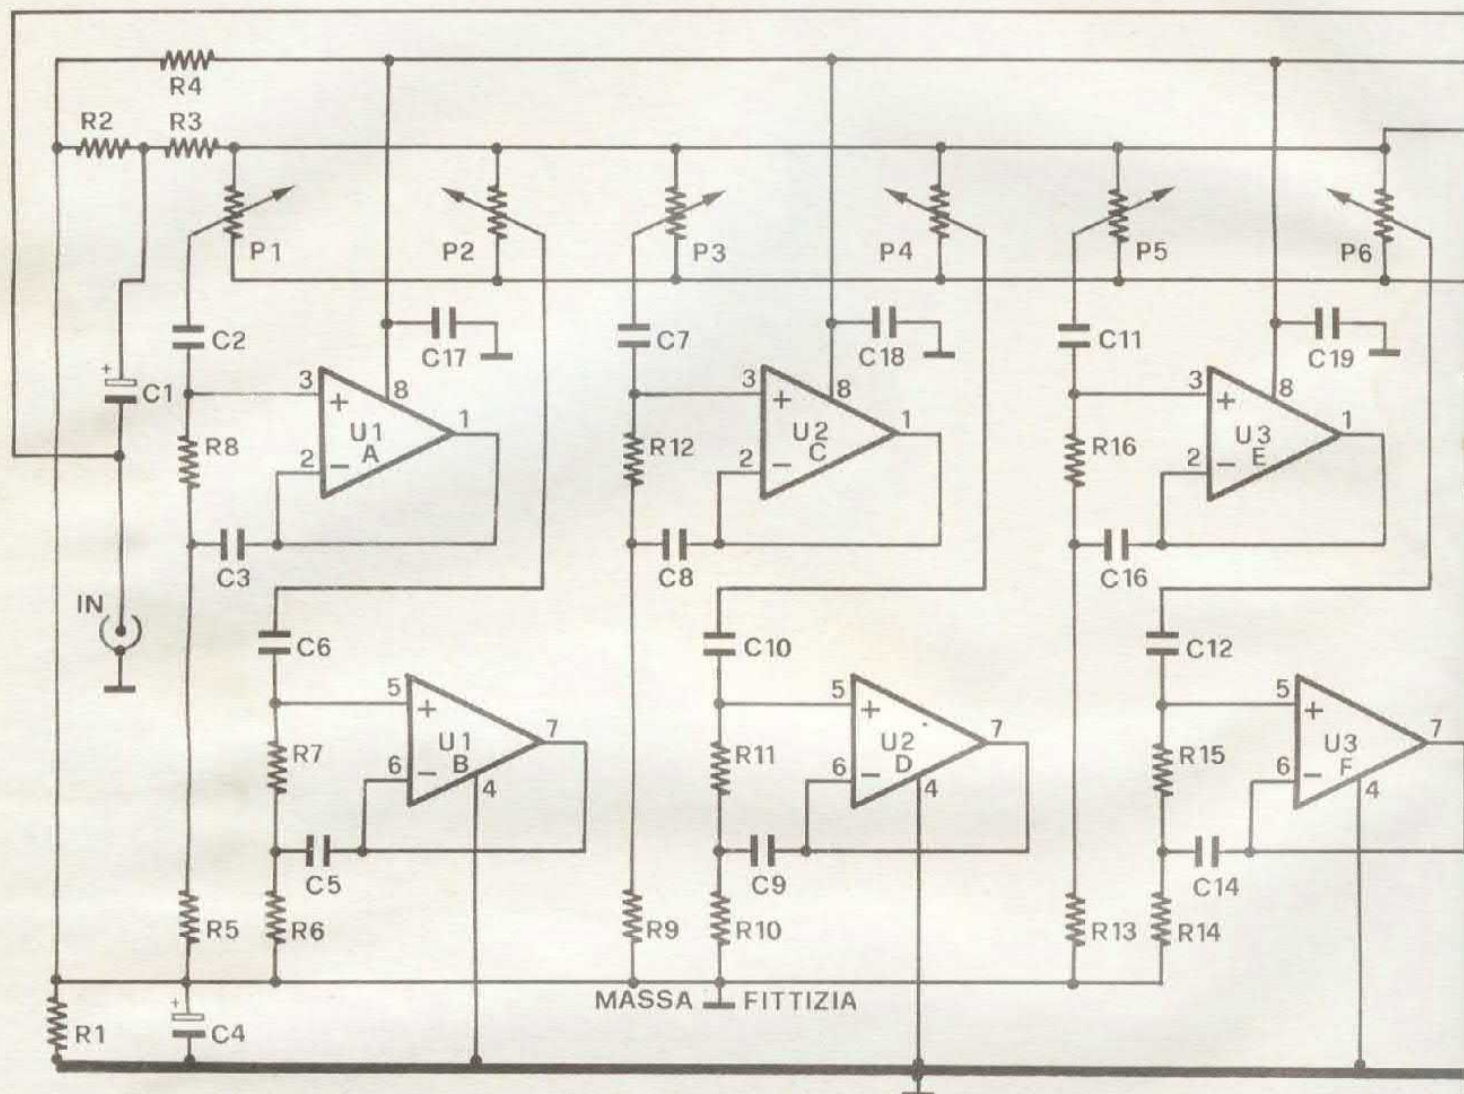 R4
R2
R3
P1
P2
P3
P4
P5
P6
C2
C17
C7
C18
C11
C19
+
C1
3
+
8
1
U1
A
2
−
R8
3
+
8
1
U2
C
2
−
R12
3
+
8
1
U3
E
2
−
R16
C3
C8
C16
IN
C6
C10
C12
5
+
7
U1
B
6
−
4
R7
5
+
7
U2
D
6
−
4
R11
5
+
7
U3
F
6
−
4
R15
C5
C9
C14
R5
R6
R9
R10
R13
R14
MASSA FITTIZIA
R1
+
C4